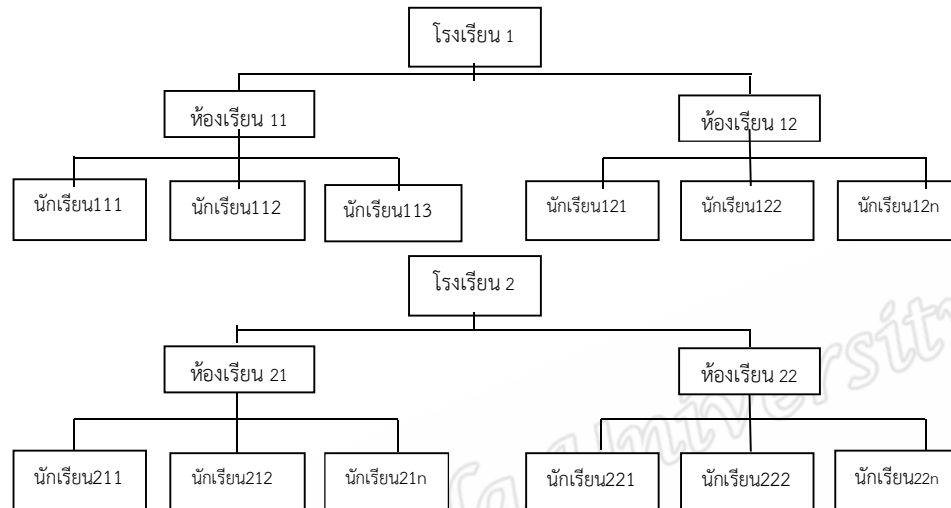 โรงเรียน 1
ห้องเรียน 11
ห้องเรียน 12
นักเรียน111
นักเรียน112
นักเรียน113
นักเรียน121
นักเรียน122
นักเรียน12n
โรงเรียน 2
ห้องเรียน 21
ห้องเรียน 22
นักเรียน211
นักเรียน212
นักเรียน21n
นักเรียน221
นักเรียน222
นักเรียน22n